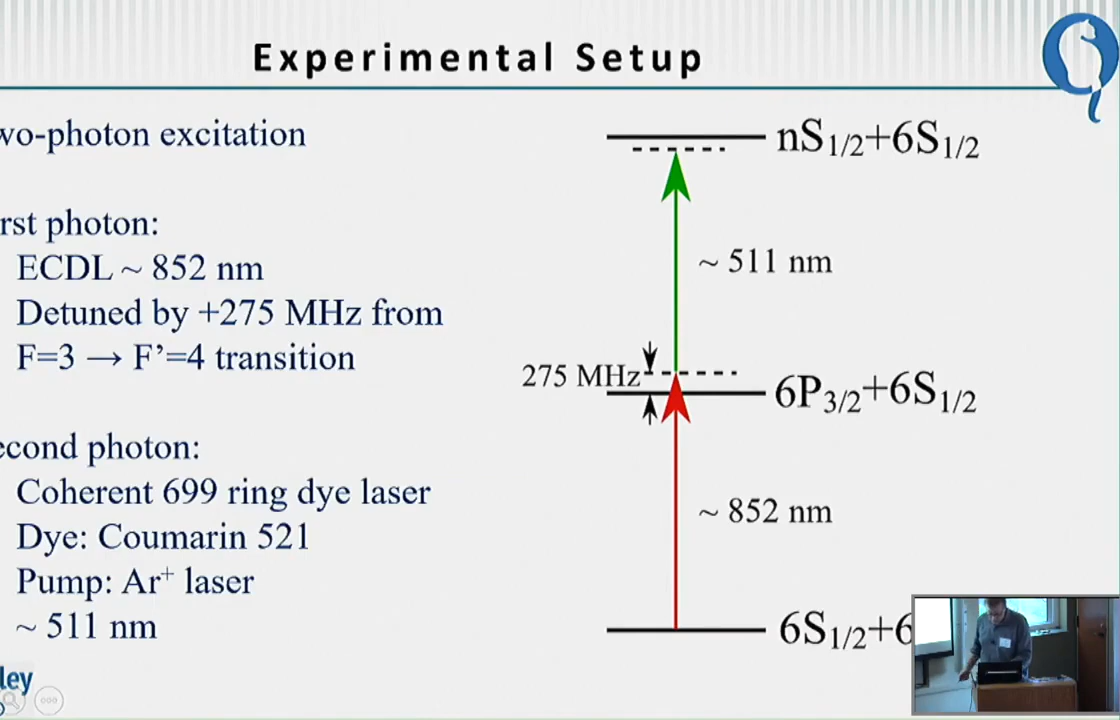 Experimental Setup
wo-photon excitation
rst photon:
ECDL ~ 852 nm
Detuned by +275 MHz from
F=3 → F’=4 transition
econd photon:
Coherent 699 ring dye laser
Dye: Coumarin 521
Pump: Ar⁺ laser
~ 511 nm
nS1/2+6S1/2
~ 511 nm
275 MHz
6P3/2+6S1/2
~ 852 nm
6S1/2+6
ley